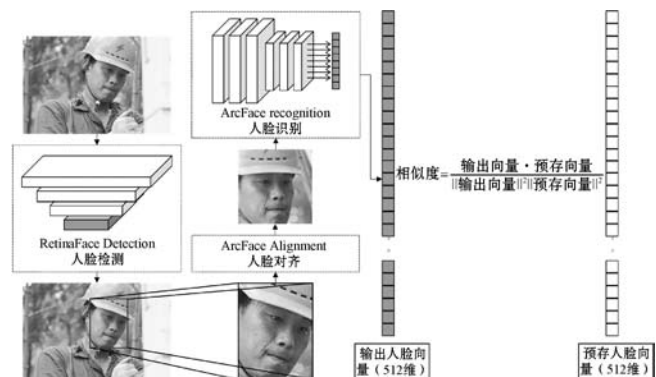 RetinaFace Detection
人脸检测
ArcFace Alignment
人脸对齐
ArcFace recognition
人脸识别
相似度=
输出向量·预存向量
||输出向量||²||预存向量||²
输出人脸向
量（512维）
预存人脸向
量（512维）